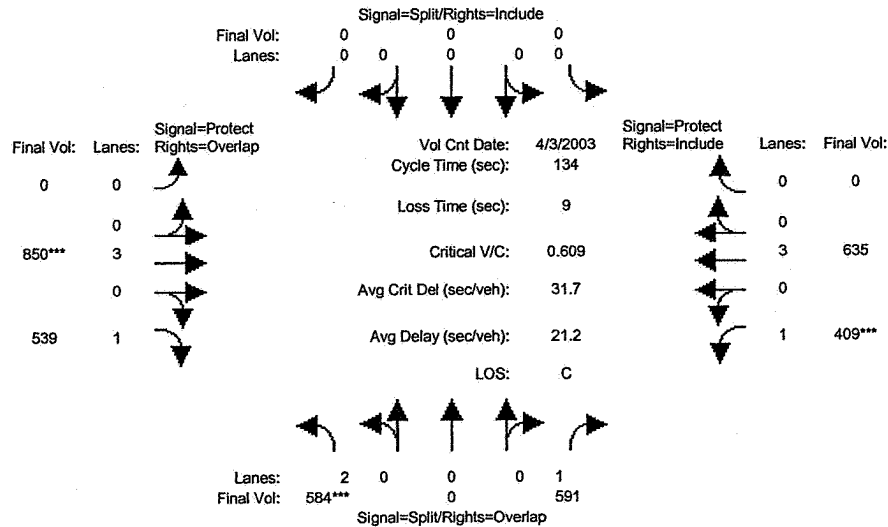 Signal=Split/Rights=Include
Final Vol: 0 0 0
Lanes: 0 0 0 0 0
Signal=Protect
Rights=Overlap
Final Vol: Lanes:
Vol Cnt Date: 4/3/2003
Cycle Time (sec): 134
Signal=Protect
Rights=Include
Lanes: Final Vol:
0 0
0 0
Loss Time (sec): 9
0
0
850*** 3
Critical V/C: 0.609
3 635
0
Avg Crit Del (sec/veh): 31.7
0
539 1
Avg Delay (sec/veh): 21.2
1 409***
LOS: C
Lanes: 2 0 0 0 1
Final Vol: 584*** 0 591
Signal=Split/Rights=Overlap